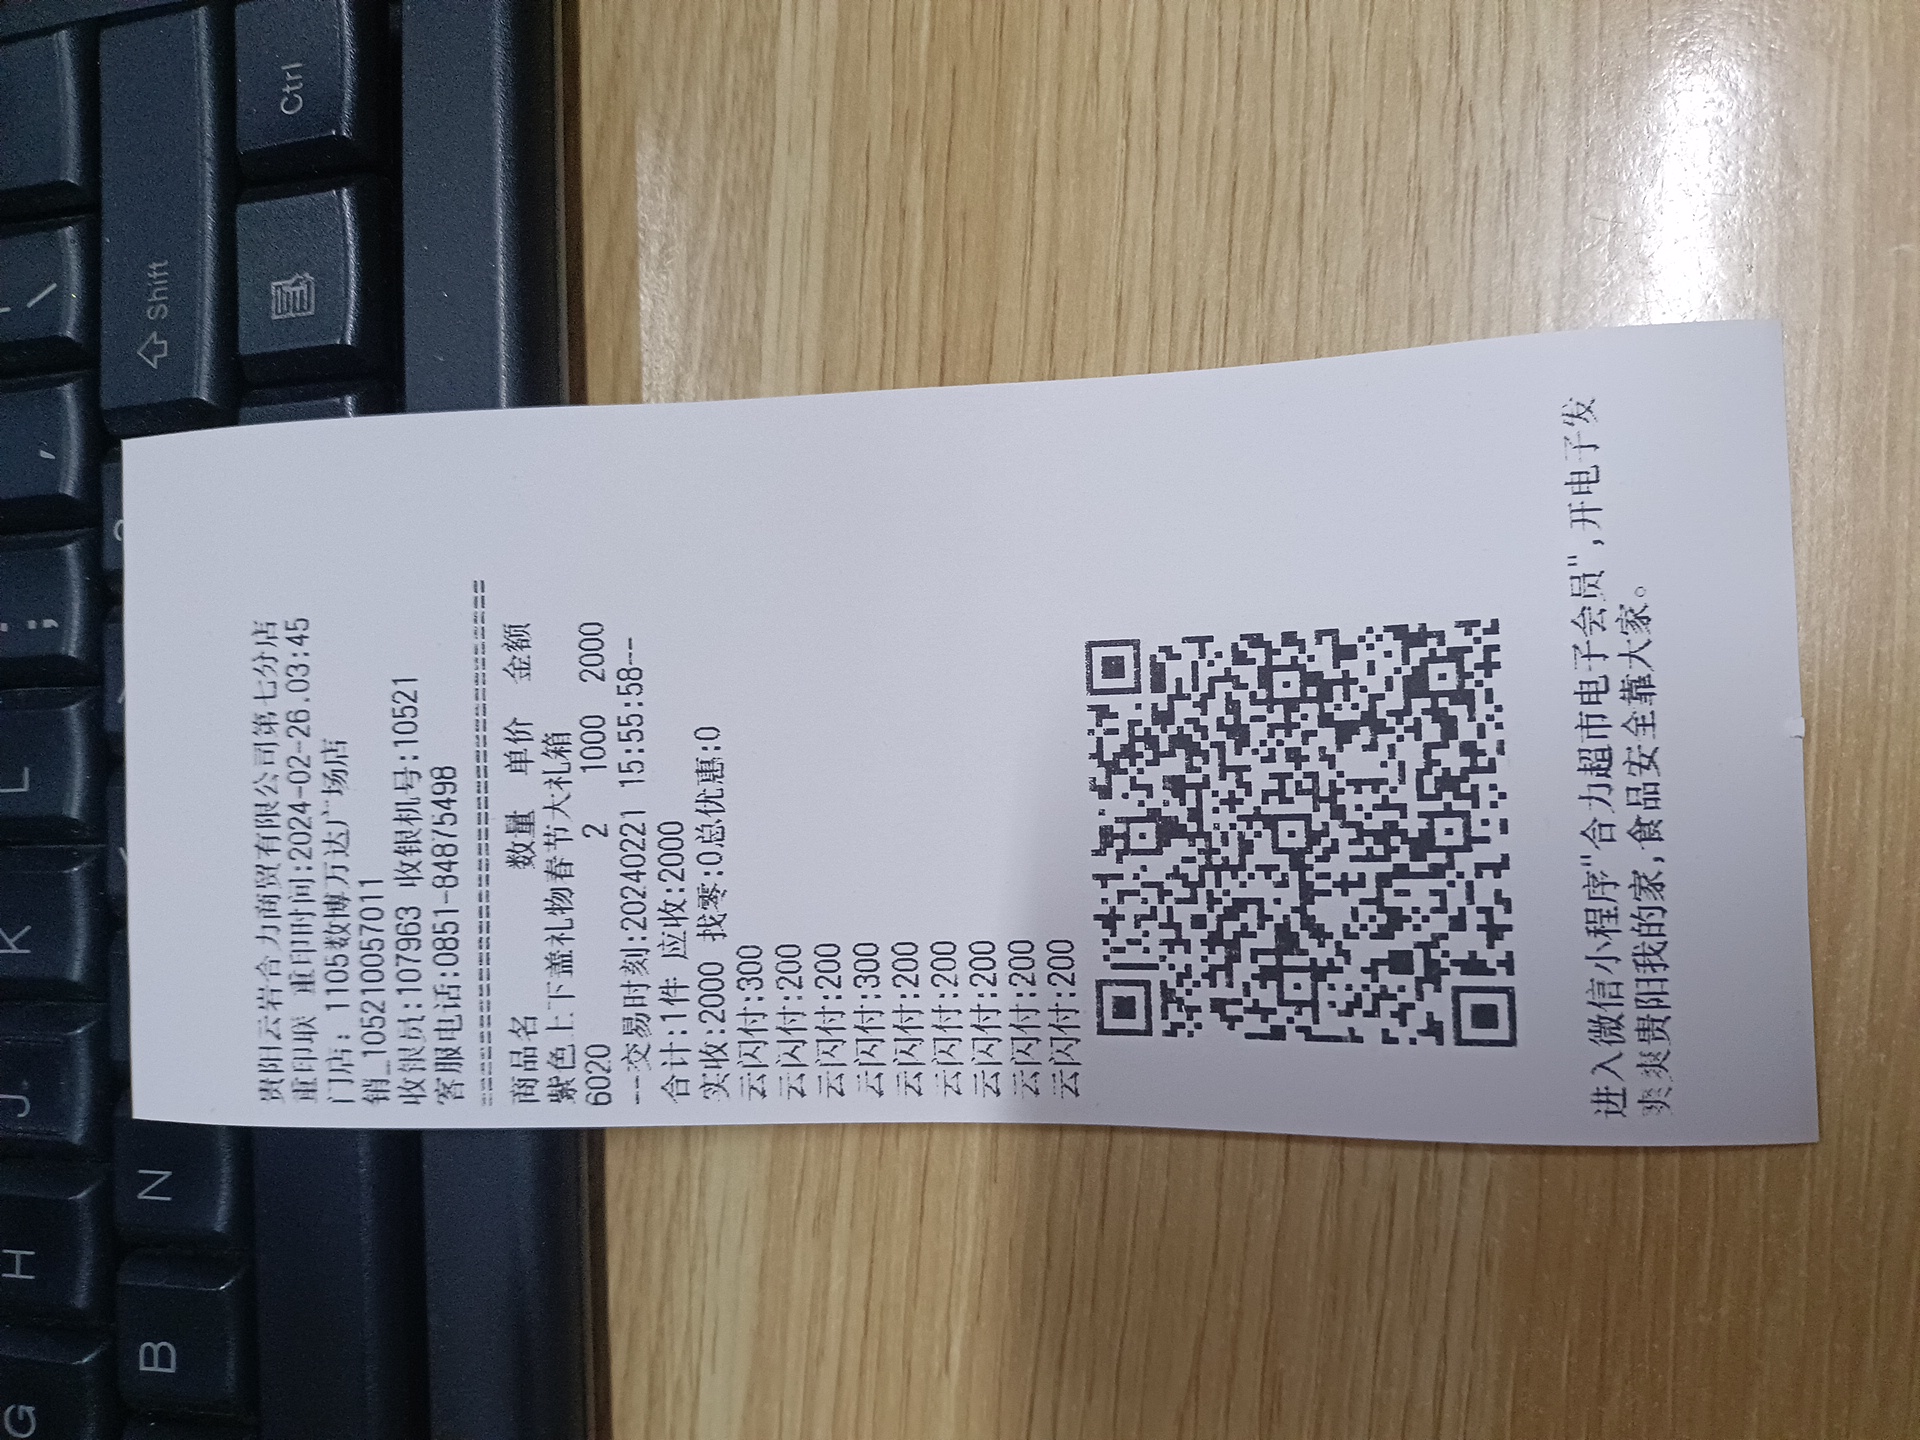 贵阳云岩合力商贸有限公司第七分店
重印联 重印时间:2024-02-26.03:45
门店: 1105数博万达广场店
销_105210057011
收银员:107963 收银机号:10521
客服电话:0851-84875498
商品名 数量 单价 金额
紫色上下盖礼物春节大礼箱
6020 2 1000 2000
---交易时刻:20240221 15:55:58---
合计:1件 应收:2000
实收:2000 找零:0总优惠:0
云闪付:300
云闪付:200
云闪付:200
云闪付:300
云闪付:200
云闪付:200
云闪付:200
云闪付:200
云闪付:200
进入微信小程序"合力超市电子会员",开电子发
爽爽贵阳我的家,食品安全靠大家。
Ctrl
Shift
\
,
;
L
K
J
H
G
N
B